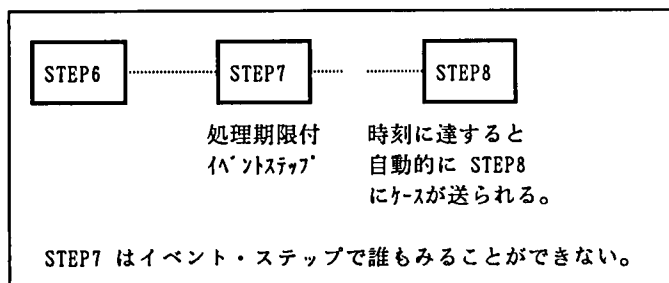 STEP6 STEP7 STEP8
処理期限付 時刻に達すると
ｲﾍﾞﾝﾄｽﾃｯﾌﾟ 自動的に STEP8
にｹｰｽが送られる。
STEP7 はイベント・ステップで誰もみることができない。